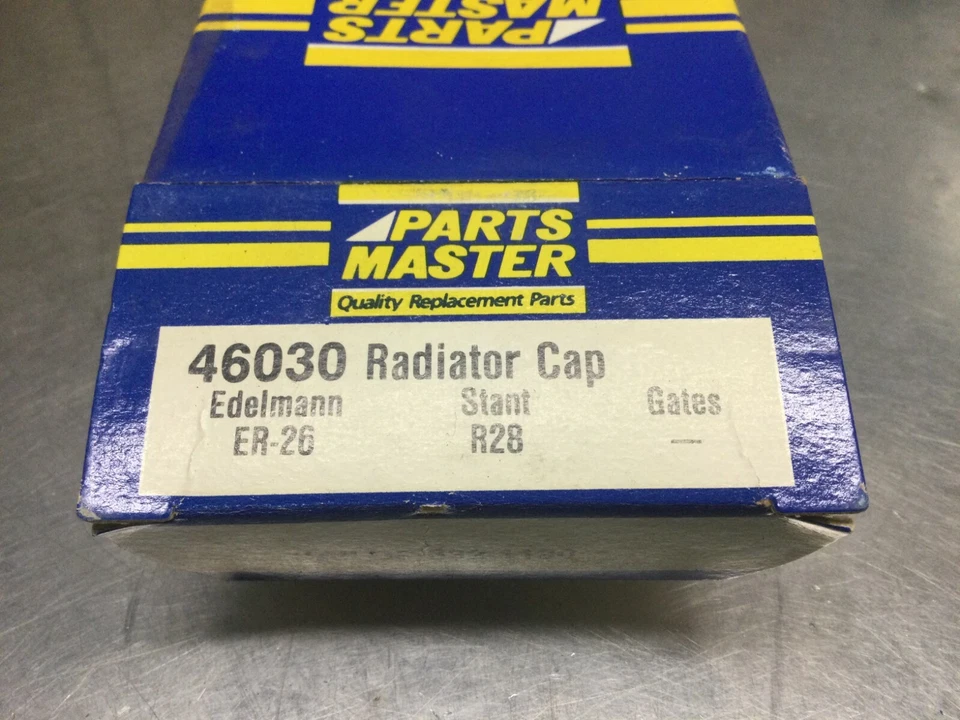 PARTS
MASTER
PARTS
MASTER
Quality Replacement Parts
46030 Radiator Cap
Edelmann Stant Gates
ER-26 R28 —